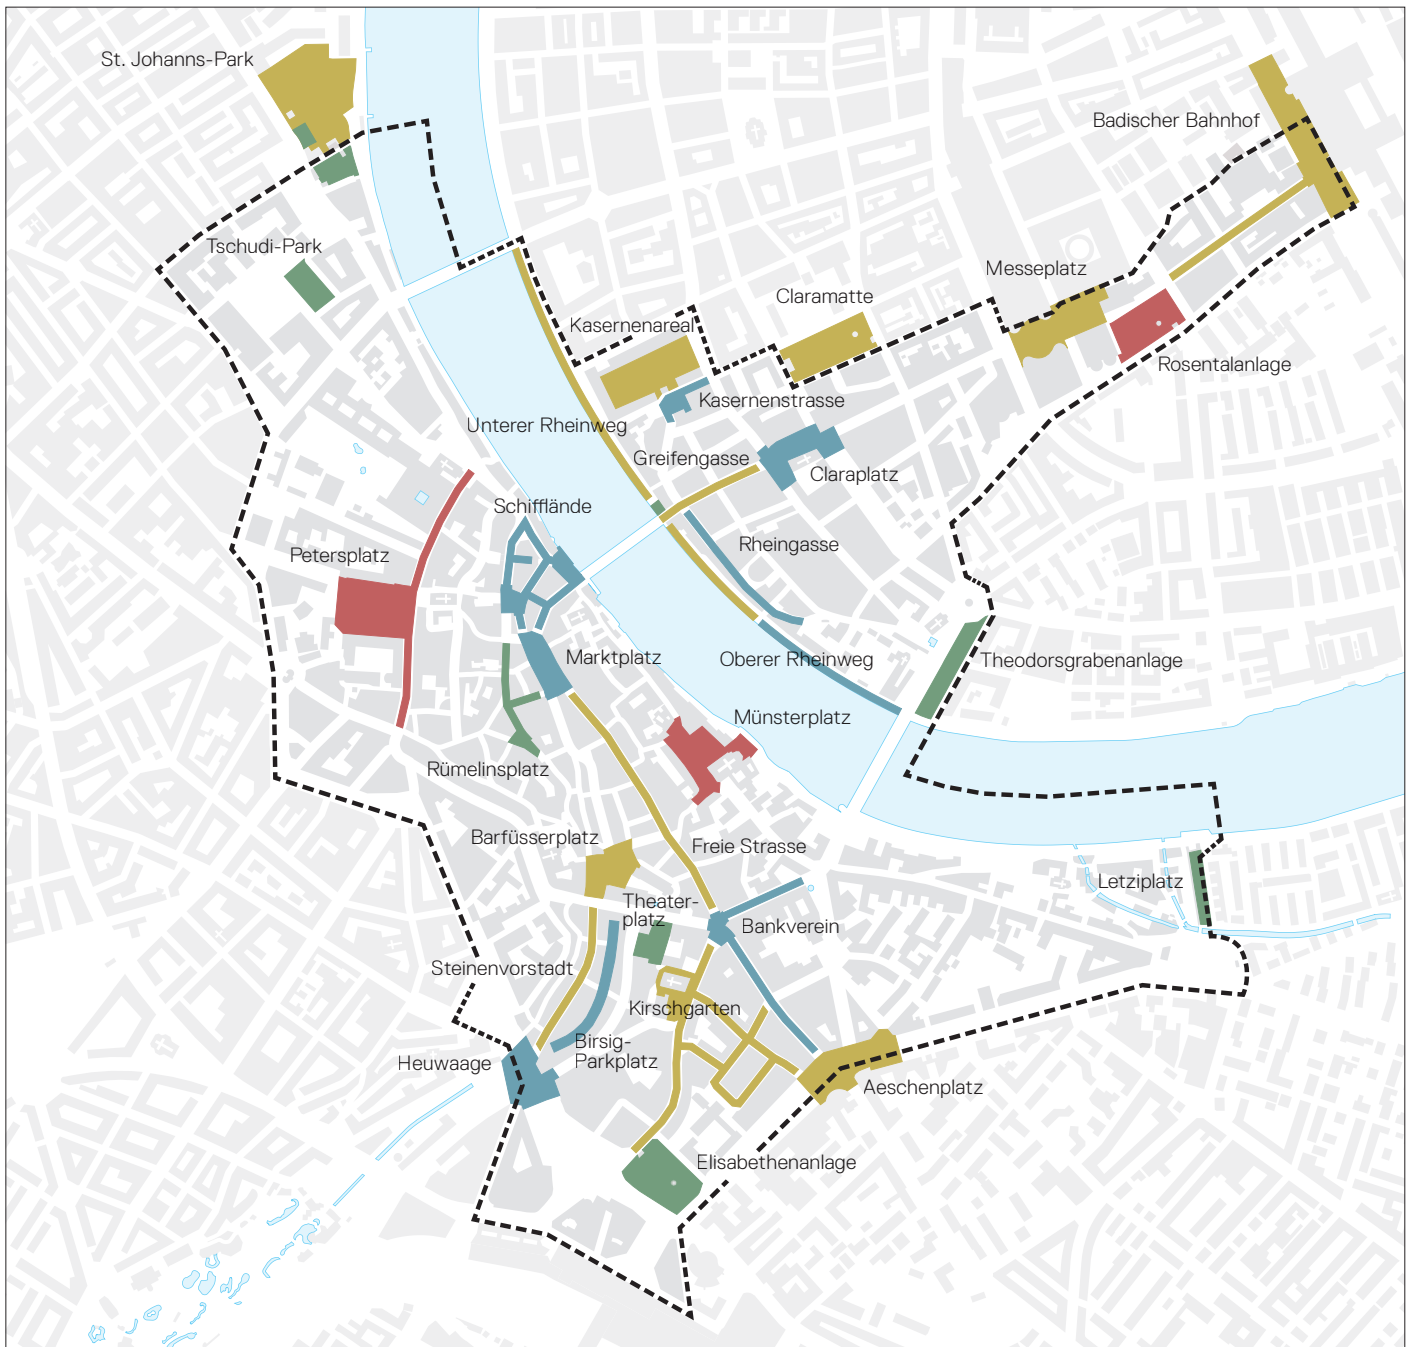 St. Johanns-Park
Badischer Bahnhof
Tschudi-Park
Messeplatz
Claramatte
Kasernenareal
Rosentalanlage
Kasernenstrasse
Unterer Rheinweg
Greifengasse
Claraplatz
Schifflände
Rheingasse
Petersplatz
Marktplatz
Oberer Rheinweg
Theodorsgrabenanlage
Münsterplatz
Rümelinsplatz
Barfüsserplatz
Freie Strasse
Letziplatz
Theater-
platz
Bankverein
Steinenvorstadt
Kirschgarten
Birsig-
Parkplatz
Heuwaage
Aeschenplatz
Elisabethenanlage